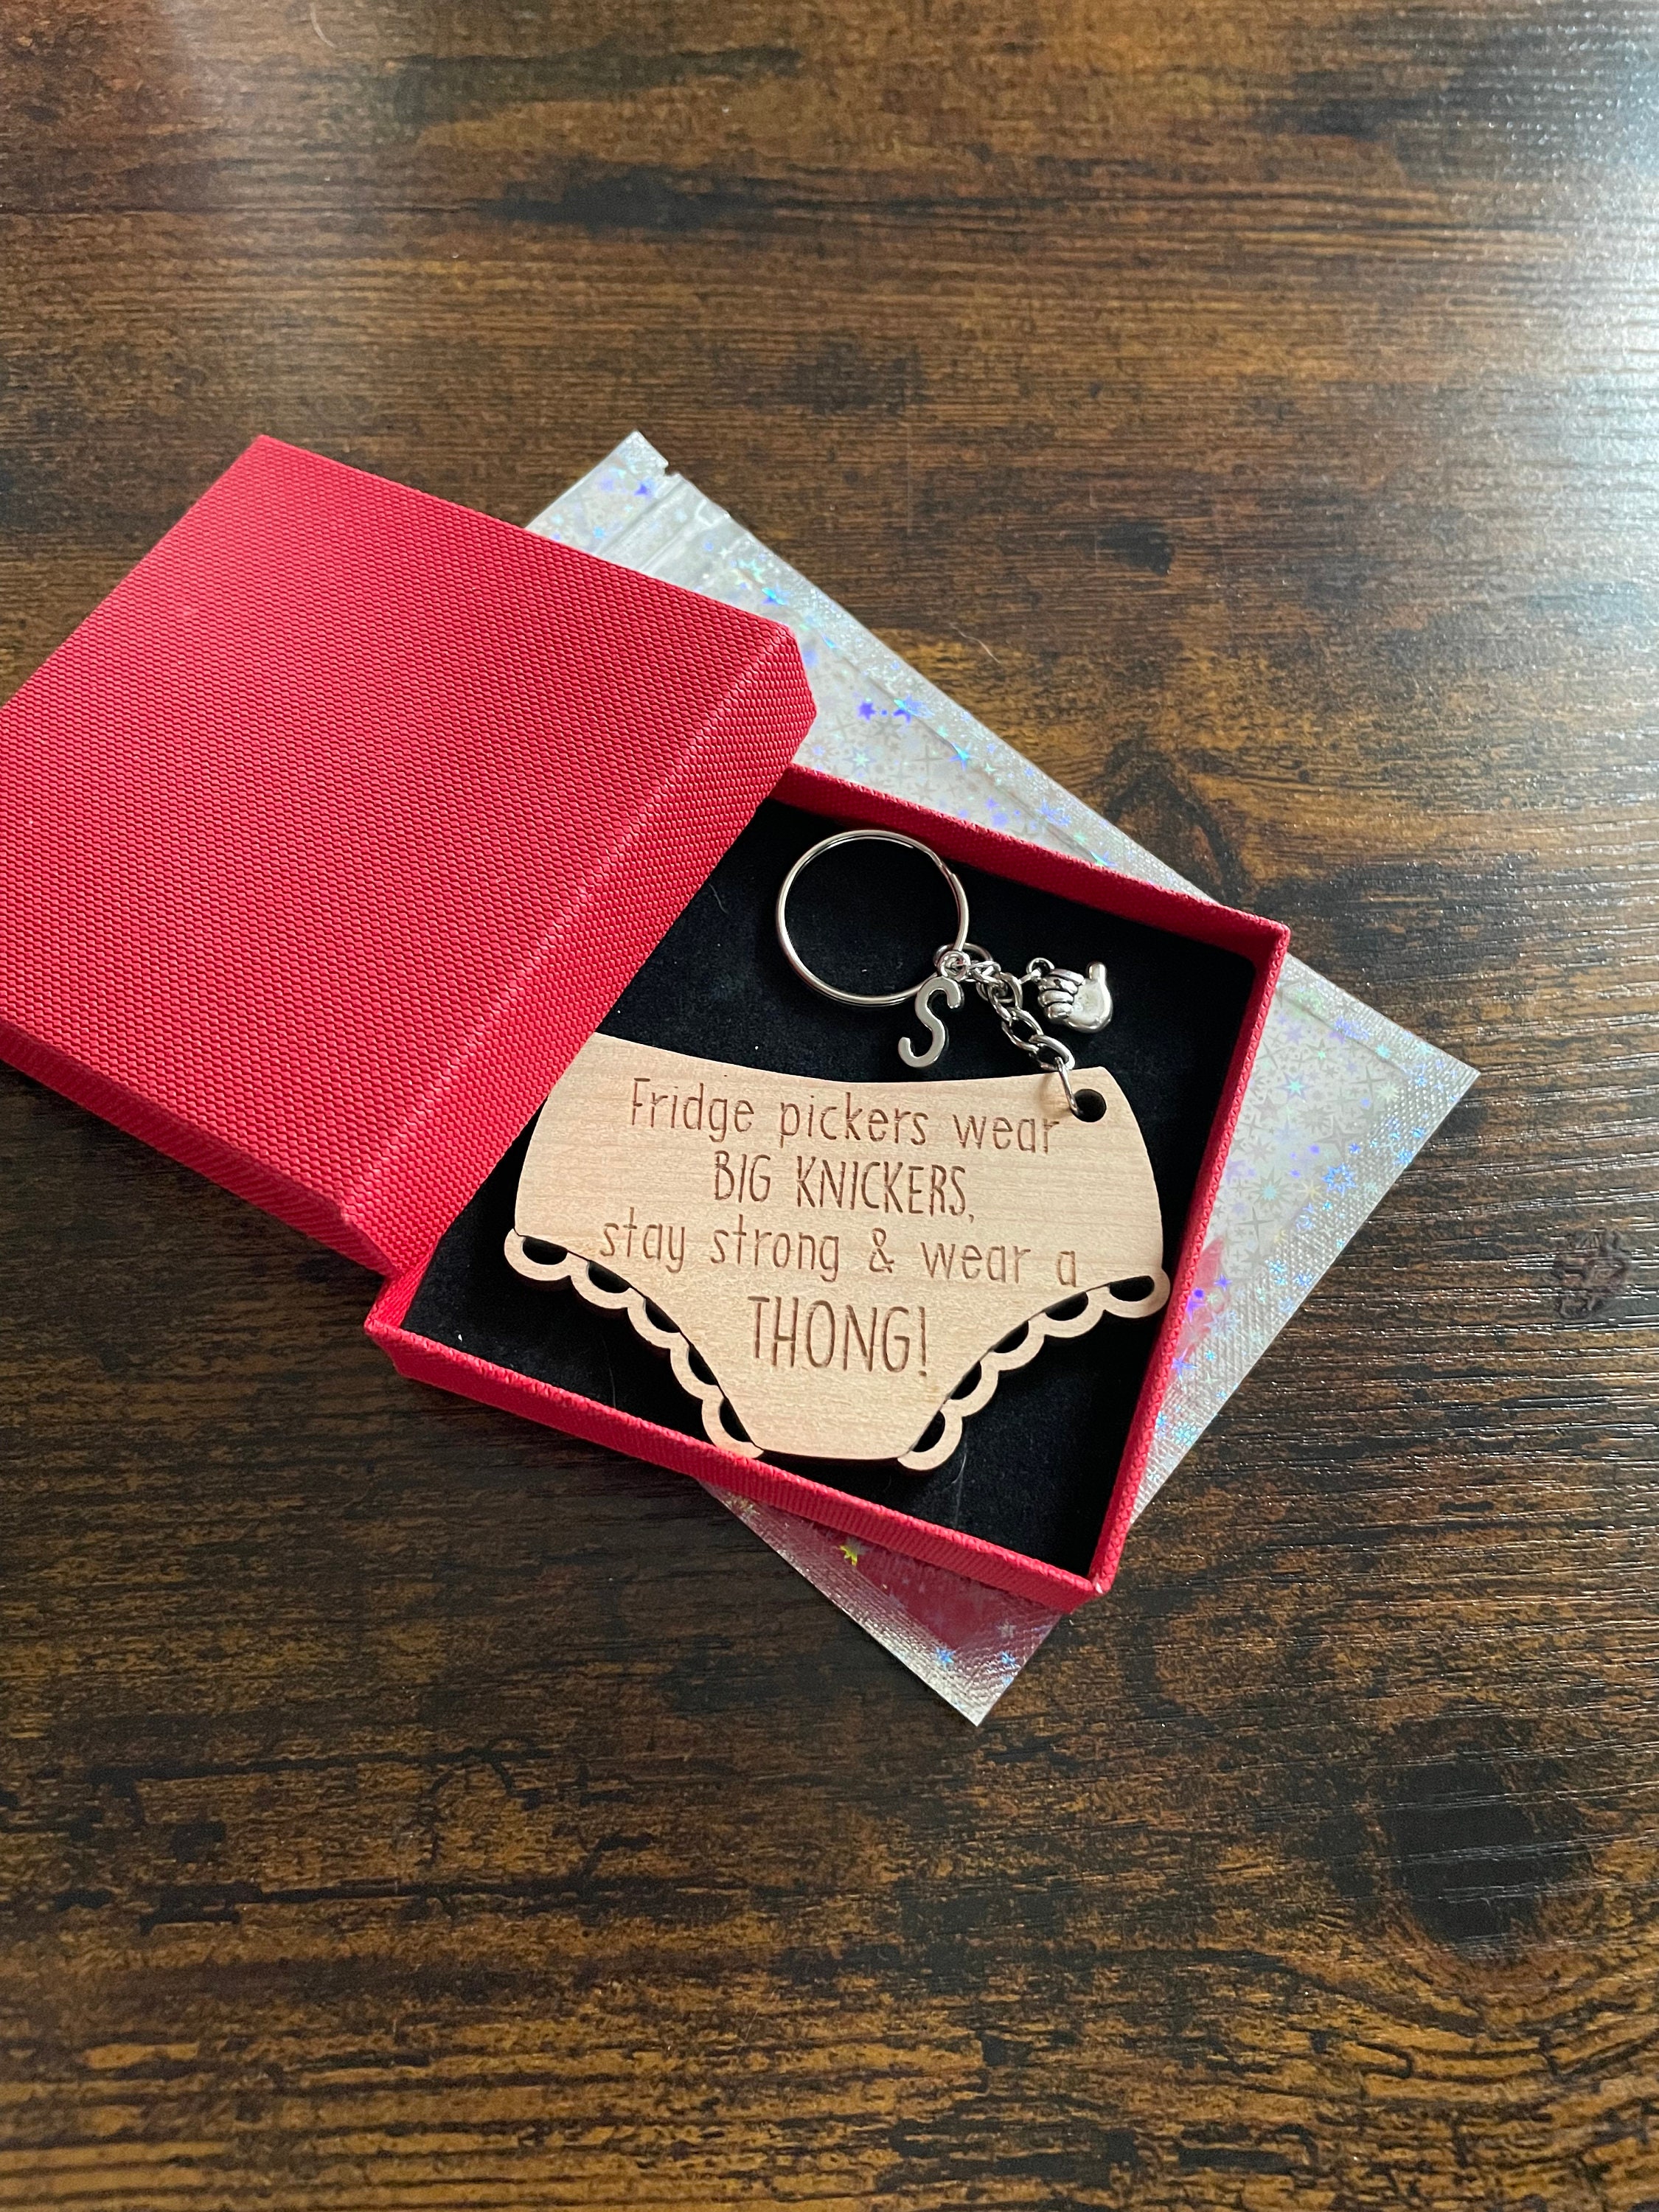 S
Fridge pickers wear
BIG KNICKERS,
stay strong & wear a
THONG!